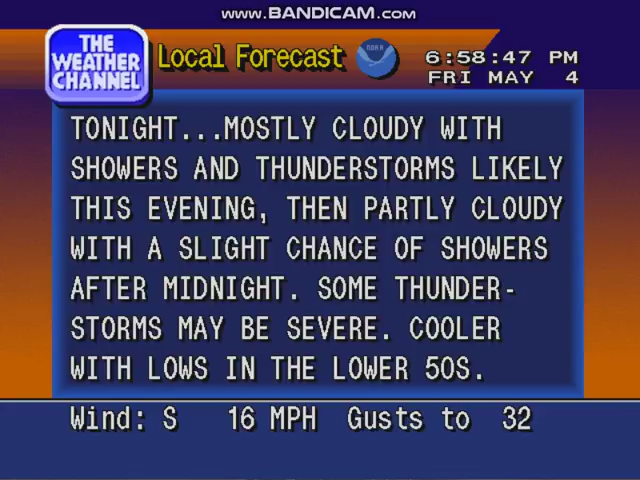 www.BANDICAM.com
THE
WEATHER
CHANNEL
Local Forecast
NOAA
6:58:47 PM
FRI MAY 4
TONIGHT...MOSTLY CLOUDY WITH
SHOWERS AND THUNDERSTORMS LIKELY
THIS EVENING, THEN PARTLY CLOUDY
WITH A SLIGHT CHANCE OF SHOWERS
AFTER MIDNIGHT. SOME THUNDER-
STORMS MAY BE SEVERE. COOLER
WITH LOWS IN THE LOWER 50S.
Wind: S 16 MPH Gusts to 32